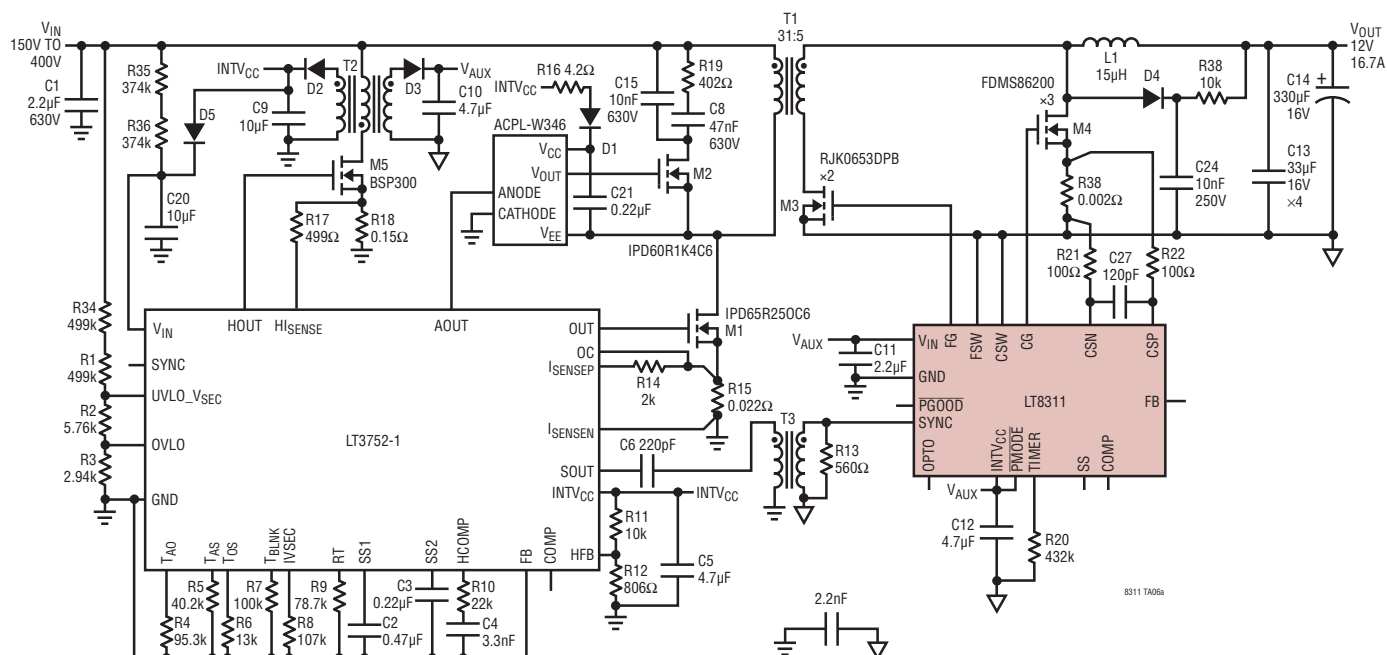 VIN
150V TO
400V
C1
2.2µF
630V
R35
374k
R36
374k
C20
10µF
D5
INTVCC
D2
T2
D3
VAUX
C9
10µF
C10
4.7µF
M5
BSP300
R17
499Ω
R18
0.15Ω
R16 4.2Ω
INTVCC
D1
ACPL-W346
VCC
VOUT
ANODE
CATHODE
VEE
C21
0.22µF
C15
10nF
630V
R19
402Ω
C8
47nF
630V
M2
IPD60R1K4C6
T1
31:5
RJK0653DPB
×2
M3
FDMS86200
×3
M4
L1
15µH
D4
R38
10k
VOUT
12V
16.7A
C14
330µF
16V
+
C13
33µF
16V
×4
C24
10nF
250V
R38
0.002Ω
R21
100Ω
C27
120pF
R22
100Ω
R34
499k
R1
499k
R2
5.76k
R3
2.94k
VIN
HOUT
HISENSE
AOUT
SYNC
UVLO_VSEC
OVLO
GND
LT3752-1
OUT
OC
ISENSEP
ISENSEN
SOUT
INTVCC
HFB
TAO
TAS
TOS
TBLNK
IVSEC
RT
SS1
SS2
HCOMP
FB
COMP
IPD65R25OC6
M1
R14
2k
R15
0.022Ω
C6 220pF
T3
R13
560Ω
INTVCC
R11
10k
R12
806Ω
C5
4.7µF
R5
40.2k
R4
95.3k
R6
13k
R7
100k
R8
107k
R9
78.7k
C2
0.47µF
C3
0.22µF
R10
22k
C4
3.3nF
2.2nF
VAUX
C11
2.2µF
VIN
FG
FSW
CSW
CG
CSN
CSP
GND
PGOOD
SYNC
LT8311
FB
OPTO
INTVCC
PMODE
TIMER
SS
COMP
VAUX
C12
4.7µF
R20
432k
8311 TA06a